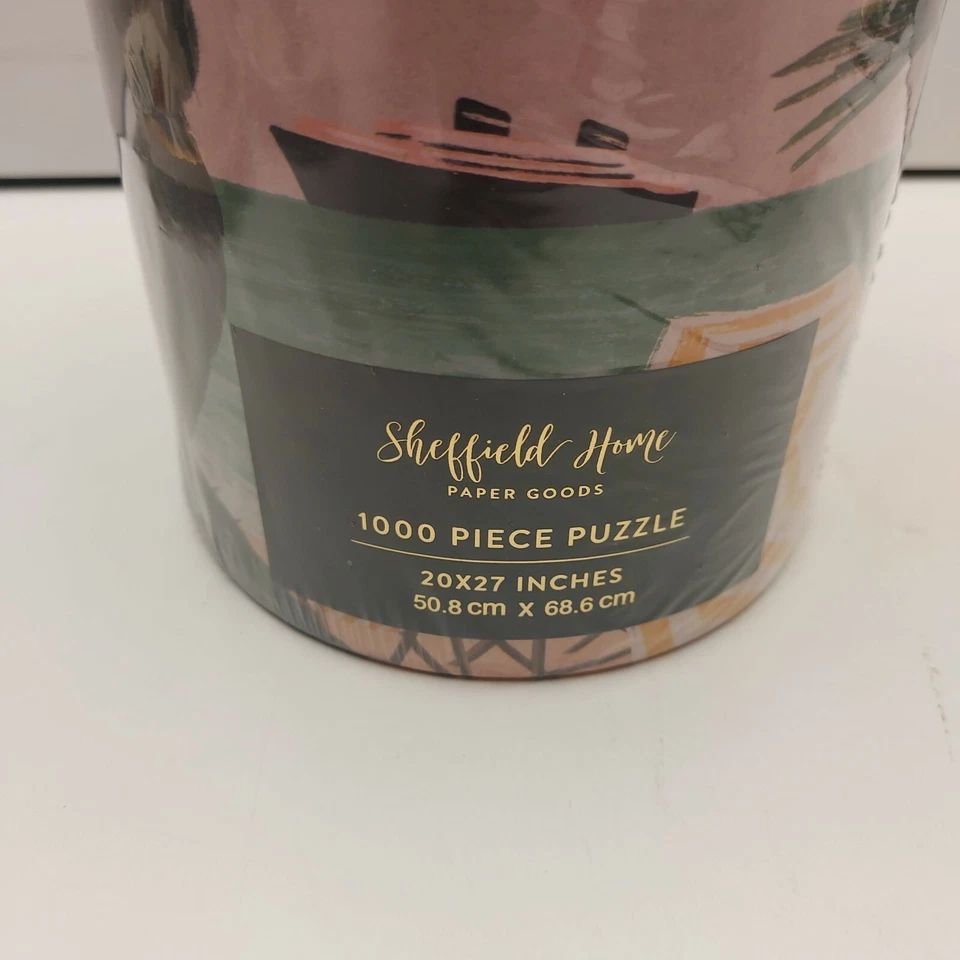 Sheffield Home
PAPER GOODS
1000 PIECE PUZZLE
20X27 INCHES
50.8 cm X 68.6 cm